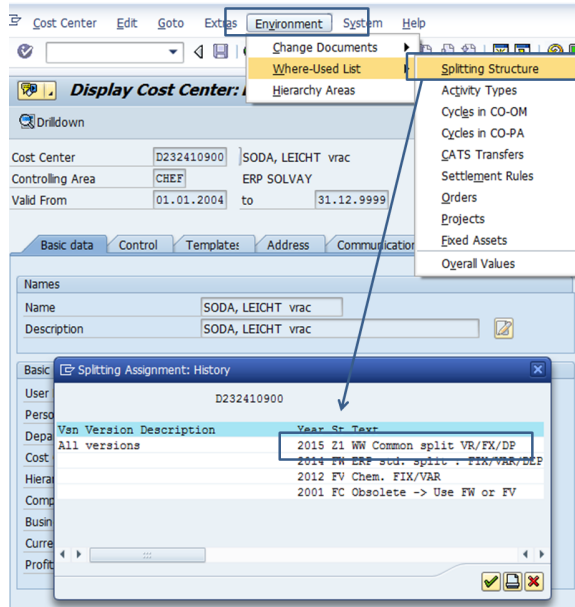 Cost Center Edit Goto Extras Environment System Help
Change Documents
Where-Used List
Hierarchy Areas
Splitting Structure
Activity Types
Cycles in CO-OM
Cycles in CO-PA
CATS Transfers
Settlement Rules
Orders
Projects
Fixed Assets
Overall Values
Display Cost Center:
Drilldown
Cost Center D232410900 SODA, LEICHT vrac
Controlling Area CHEF ERP SOLVAY
Valid From 01.01.2004 to 31.12.9999
Basic data Control Templates Address Communication
Names
Name SODA, LEICHT vrac
Description SODA, LEICHT vrac
Basic
User
Perso
Depa
Cost
Hierar
Comp
Busin
Curre
Profit
Splitting Assignment: History
D232410900
Vsn Version Description Year St Text
All versions 2015 Z1 WW Common split VR/FX/DP
2014 FW ERP std. split : FIX/VAR/DEP
2012 FV Chem. FIX/VAR
2001 FC Obsolete -> Use FW or FV